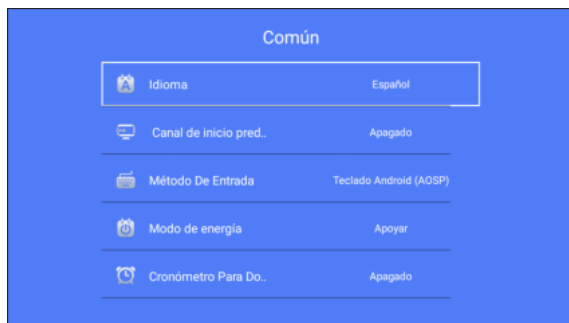 Común
Idioma Español
Canal de inicio pred.. Apagado
Método De Entrada Teclado Android (AOSP)
Modo de energía Apoyar
Cronómetro Para Do.. Apagado